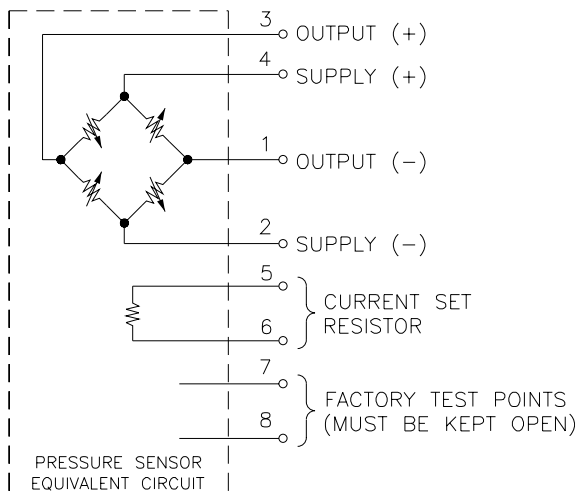 3 OUTPUT (+)
4 SUPPLY (+)
1 OUTPUT (−)
2 SUPPLY (−)
5
CURRENT SET
RESISTOR
6
7
FACTORY TEST POINTS
(MUST BE KEPT OPEN)
8
PRESSURE SENSOR
EQUIVALENT CIRCUIT